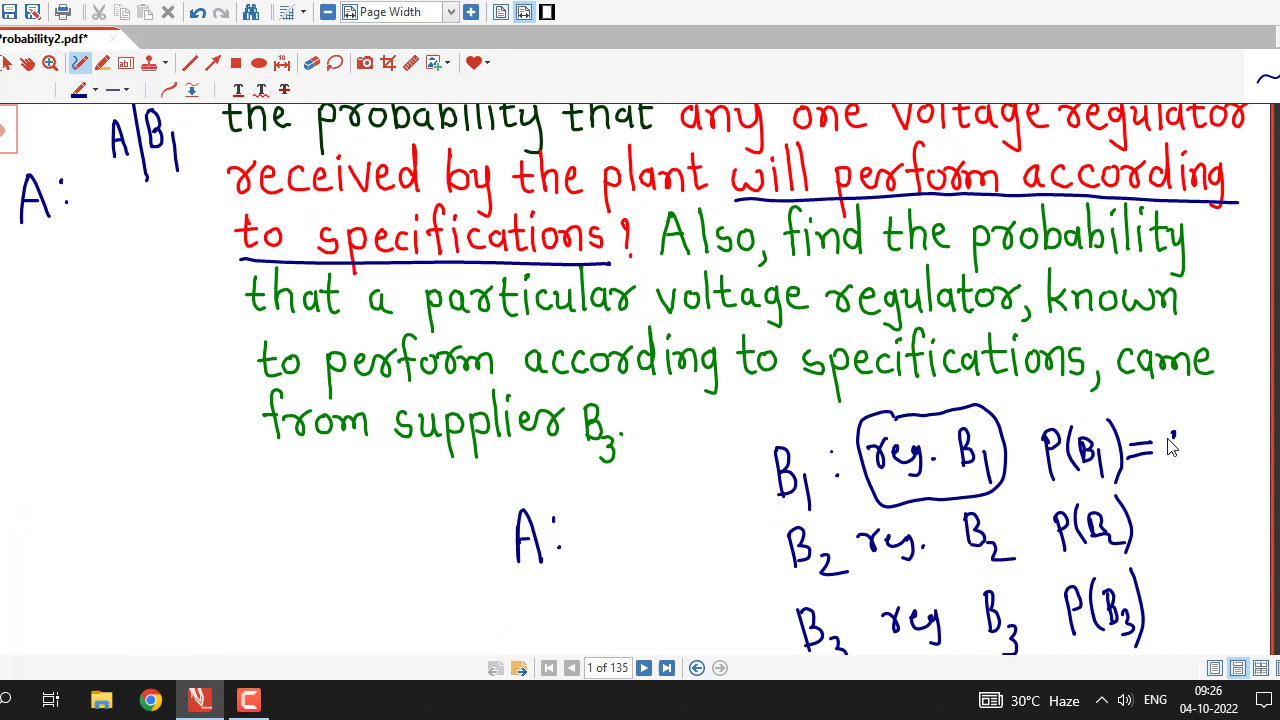 Page Width
Probability2.pdf*
the probability that any one voltage regulator
A|B1
received by the plant will perform according
A:
to specifications! Also, find the probability
that a particular voltage regulator, known
to perform according to specifications, came
from supplier B3.
B1 : reg. B1 P(B1) =
A:
B2 reg. B2 P(B2)
B3 reg B3 P(B3)
1 of 135
30°C Haze
ENG
09:26
04-10-2022